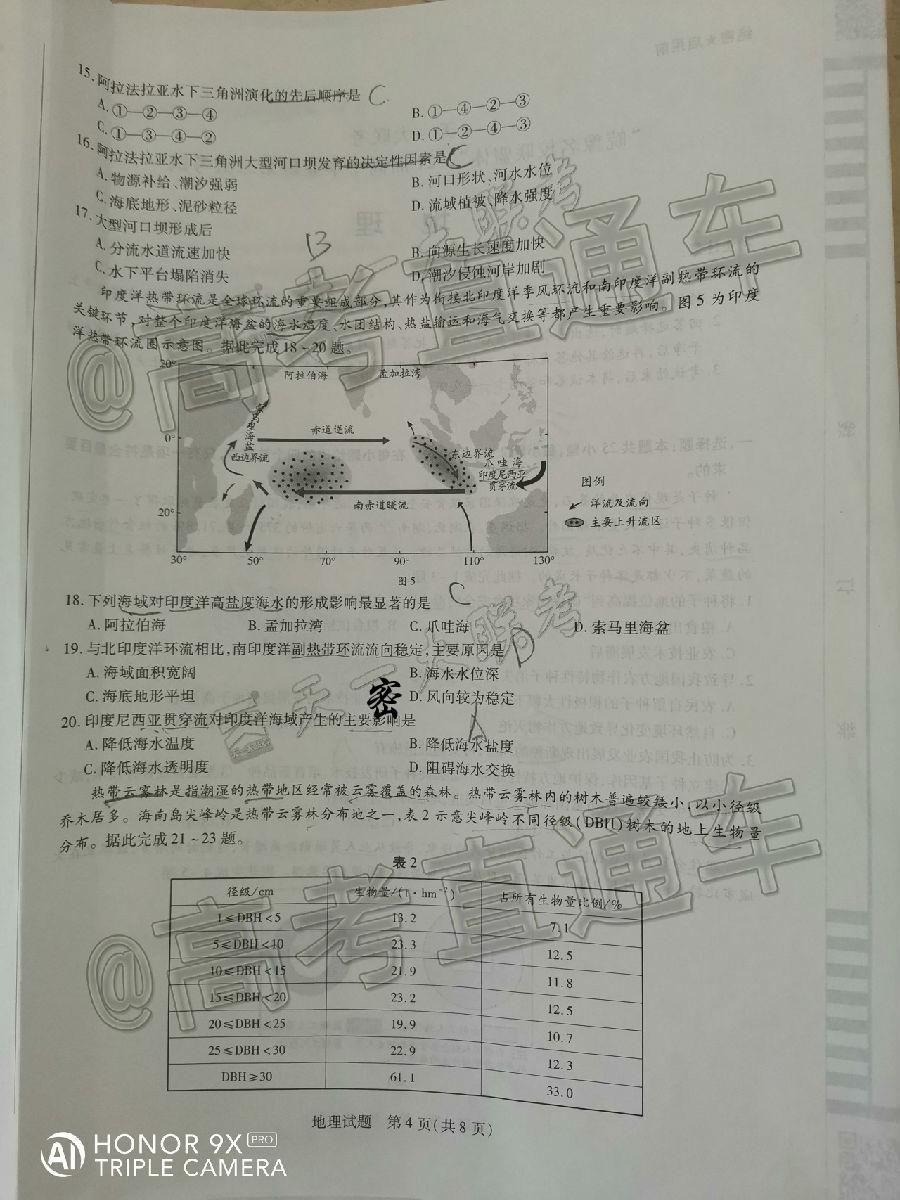 15. 阿拉法拉亚水下三角洲演化的先后顺序是 C
A. ①—②—③—④ B. ①—④—②—③
C. ①—③—④—② D. ①—②—④—③
16. 阿拉法拉亚水下三角洲大型河口坝发育的决定性因素是 C
A. 物源补给、潮汐强弱 B. 河口形状、河水水位
C. 海底地形、泥砂粒径 D. 流域植被、降水强度
17. 大型河口坝形成后 B
A. 分流水道流速加快 B. 向源生长速度加快
C. 水下平台塌陷消失 D. 潮汐侵蚀河岸加剧
印度洋热带环流是全球环流的重要组成部分,其作为衔接北印度洋季风环流和南印度洋副热带环流的
关键环节,对整个印度洋海盆的海水温度、水团结构、热盐输运和海气交换等都产生重要影响。图5为印度
洋热带环流圈示意图。据此完成18~20题。
20° 阿拉伯海 孟加拉湾
索马里海盆
0° 赤道逆流
西边界流 东边界流
爪哇海
印度尼西亚
贯穿流
南赤道暖流
20°
30° 50° 70° 90° 110° 130°
图例
洋流及流向
主要上升流区
图5
18. 下列海域对印度洋高盐度海水的形成影响最显著的是 C
A. 阿拉伯海 B. 孟加拉湾 C. 爪哇海 D. 索马里海盆
19. 与北印度洋环流相比,南印度洋副热带环流流向稳定,主要原因是 D
A. 海域面积宽阔 B. 海水水位深
C. 海底地形平坦 D. 风向较为稳定
密
20. 印度尼西亚贯穿流对印度洋海域产生的主要影响是 A
A. 降低海水温度 B. 降低海水盐度
C. 降低海水透明度 D. 阻碍海水交换
热带云雾林是指潮湿的热带地区经常被云雾覆盖的森林。热带云雾林内的树木普遍较矮小,以小径级
乔木居多。海南岛尖峰岭是热带云雾林分布地之一,表2示意尖峰岭不同径级(DBH)树木的地上生物量
分布。据此完成21~23题。
表2
径级/cm 生物量/(t·hm⁻²) 占所有生物量比例/%
1≤DBH<5 13.2 7.1
5≤DBH<10 23.3 12.5
10≤DBH<15 21.9 11.8
15≤DBH<20 23.2 12.5
20≤DBH<25 19.9 10.7
25≤DBH<30 22.9 12.3
DBH≥30 61.1 33.0
地理试题 第4页(共8页)
@高考直通车
@高考直通车
天一大联考
HONOR 9X PRO
AI TRIPLE CAMERA